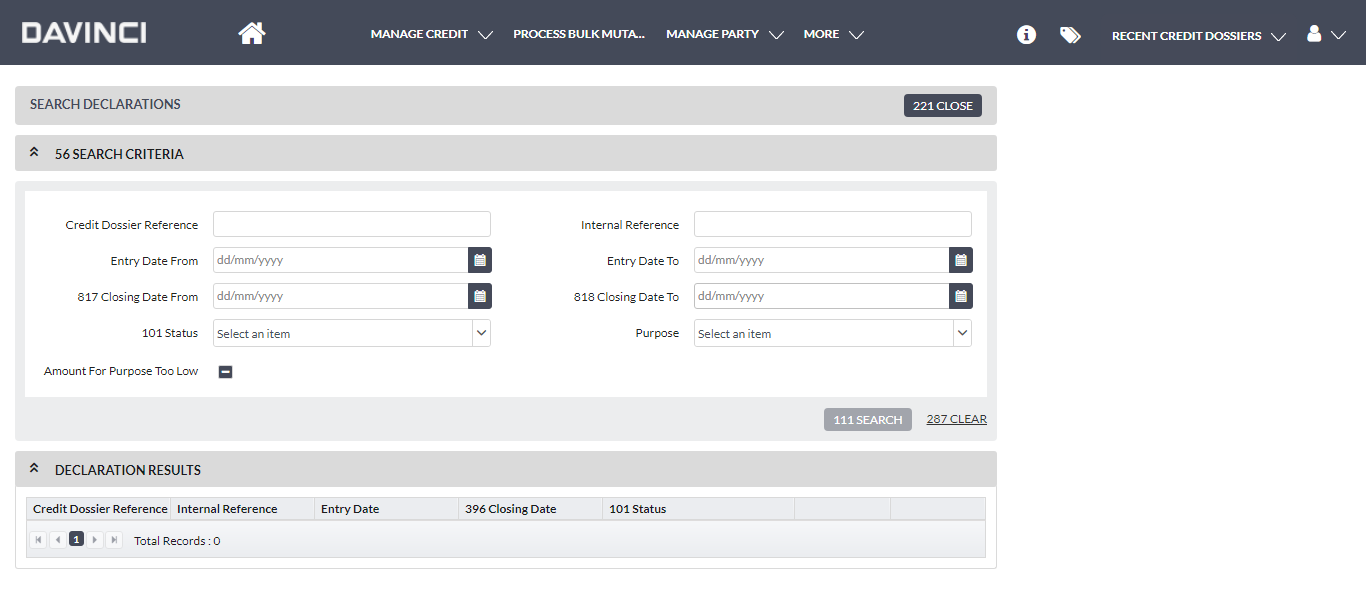 DAVINCI
MANAGE CREDIT PROCESS BULK MUTA... MANAGE PARTY MORE RECENT CREDIT DOSSIERS
SEARCH DECLARATIONS 221 CLOSE
56 SEARCH CRITERIA
Credit Dossier Reference Internal Reference
Entry Date From dd/mm/yyyy Entry Date To dd/mm/yyyy
817 Closing Date From dd/mm/yyyy 818 Closing Date To dd/mm/yyyy
101 Status Select an item Purpose Select an item
Amount For Purpose Too Low
111 SEARCH 287 CLEAR
DECLARATION RESULTS
Credit Dossier Reference Internal Reference Entry Date 396 Closing Date 101 Status
1 Total Records : 0